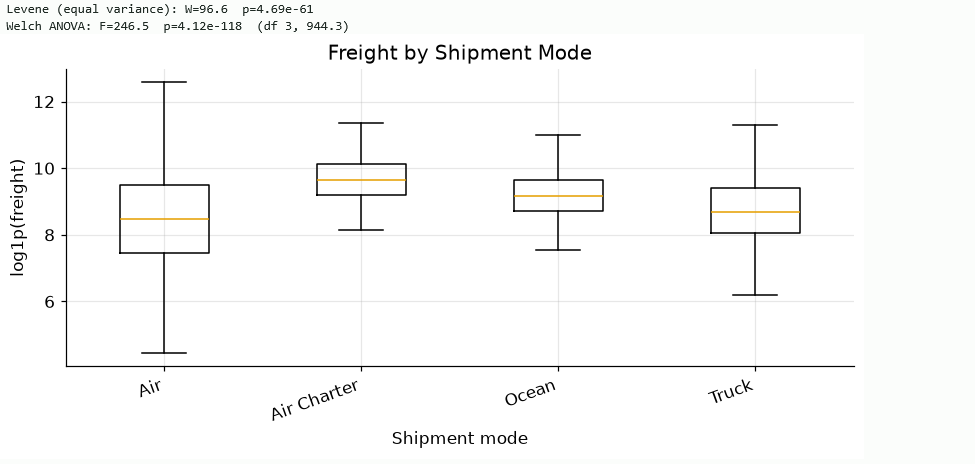 Levene (equal variance): W=96.6  p=4.69e-61
Welch ANOVA: F=246.5  p=4.12e-118  (df 3, 944.3)
Freight by Shipment Mode
log1p(freight)
12
10
8
6
Air
Air Charter
Ocean
Truck
Shipment mode